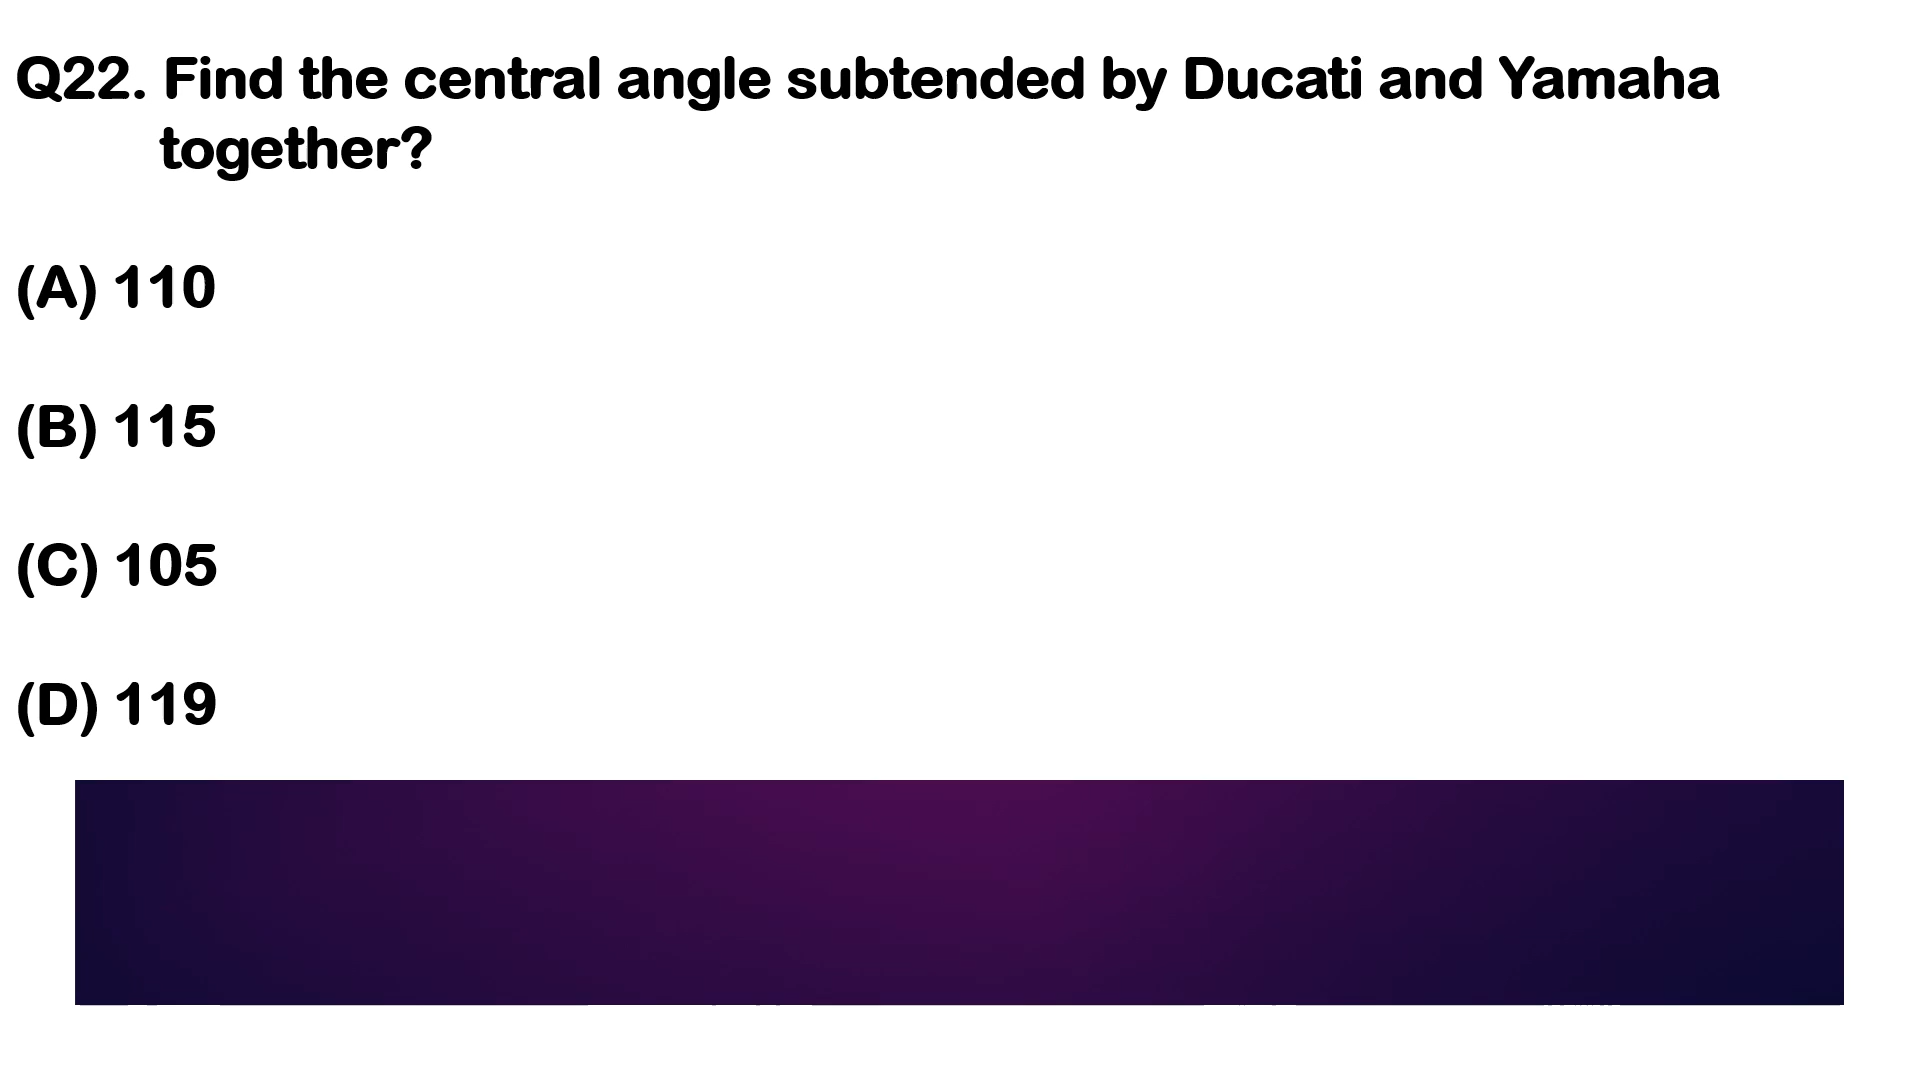 Q22. Find the central angle subtended by Ducati and Yamaha
together?
(A) 110
(B) 115
(C) 105
(D) 119